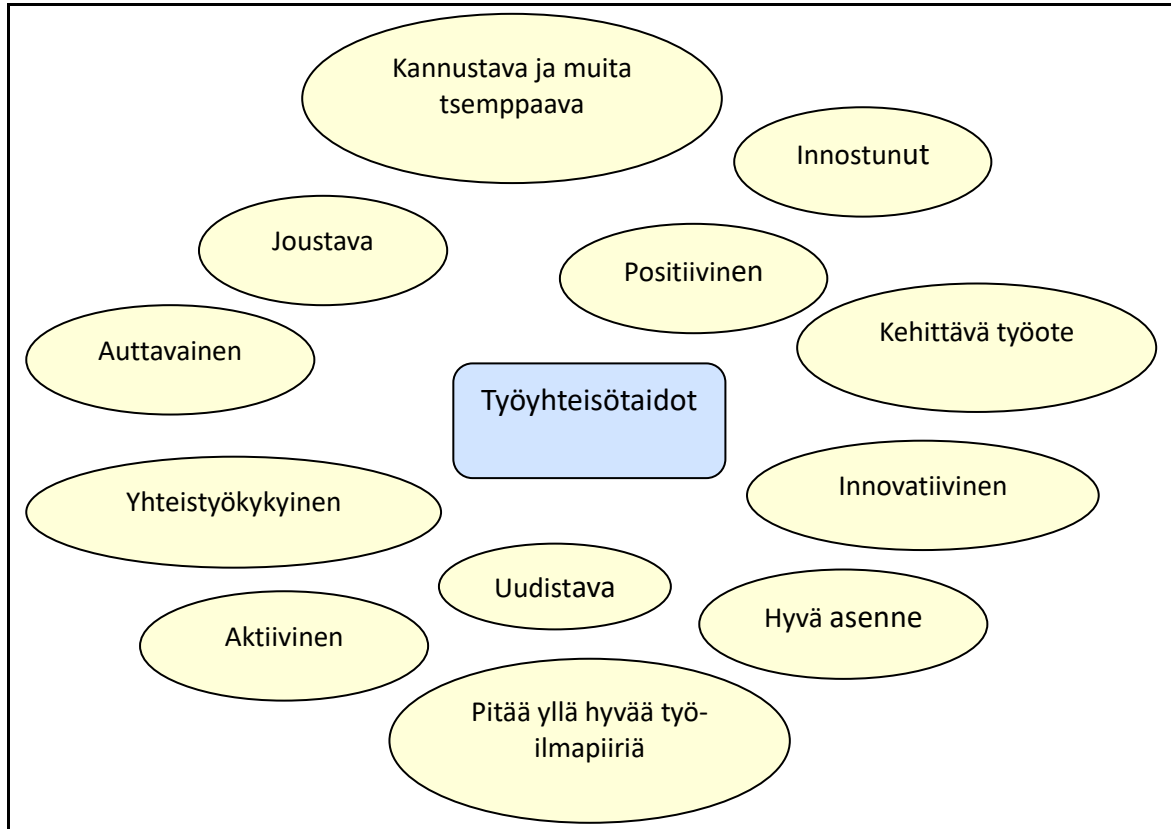 Kannustava ja muita
tsemppaava
Innostunut
Joustava
Positiivinen
Kehittävä työote
Auttavainen
Työyhteisötaidot
Innovatiivinen
Yhteistyökykyinen
Uudistava
Hyvä asenne
Aktiivinen
Pitää yllä hyvää työ-
ilmapiiriä